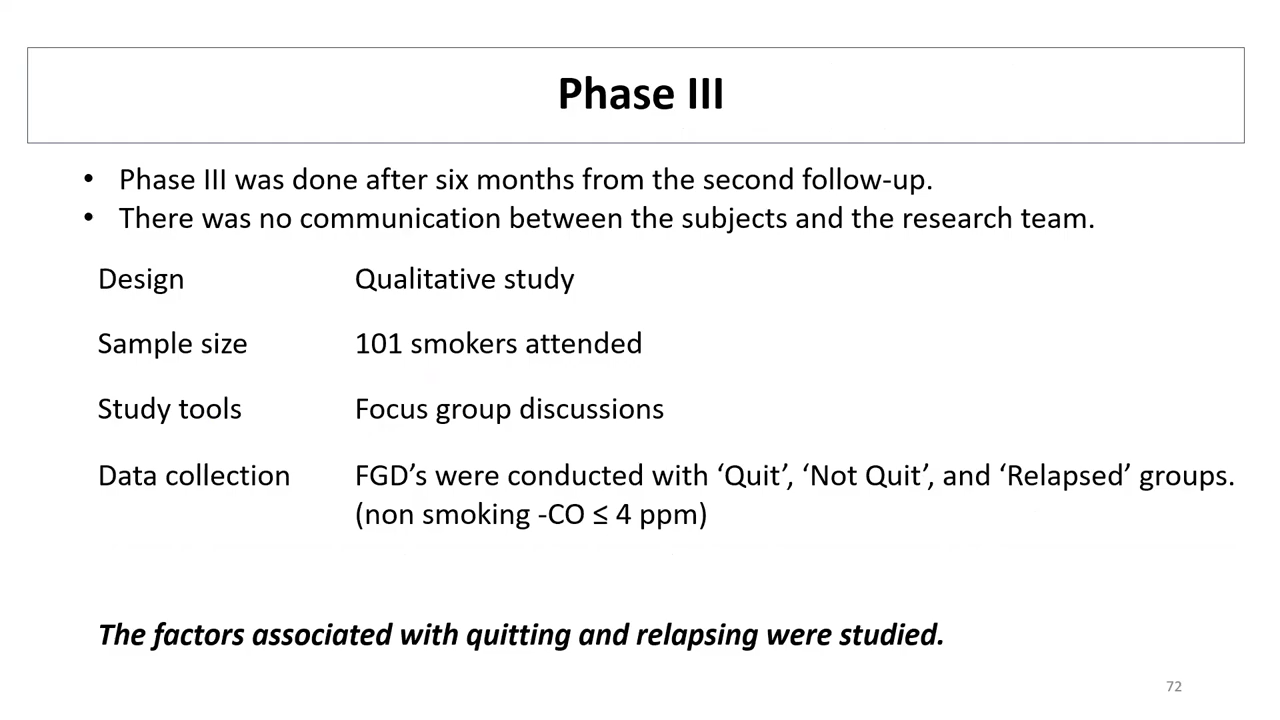 Phase III
• Phase III was done after six months from the second follow-up.
• There was no communication between the subjects and the research team.
Design Qualitative study
Sample size 101 smokers attended
Study tools Focus group discussions
Data collection FGD’s were conducted with ‘Quit’, ‘Not Quit’, and ‘Relapsed’ groups.
(non smoking -CO ≤ 4 ppm)
The factors associated with quitting and relapsing were studied.
72